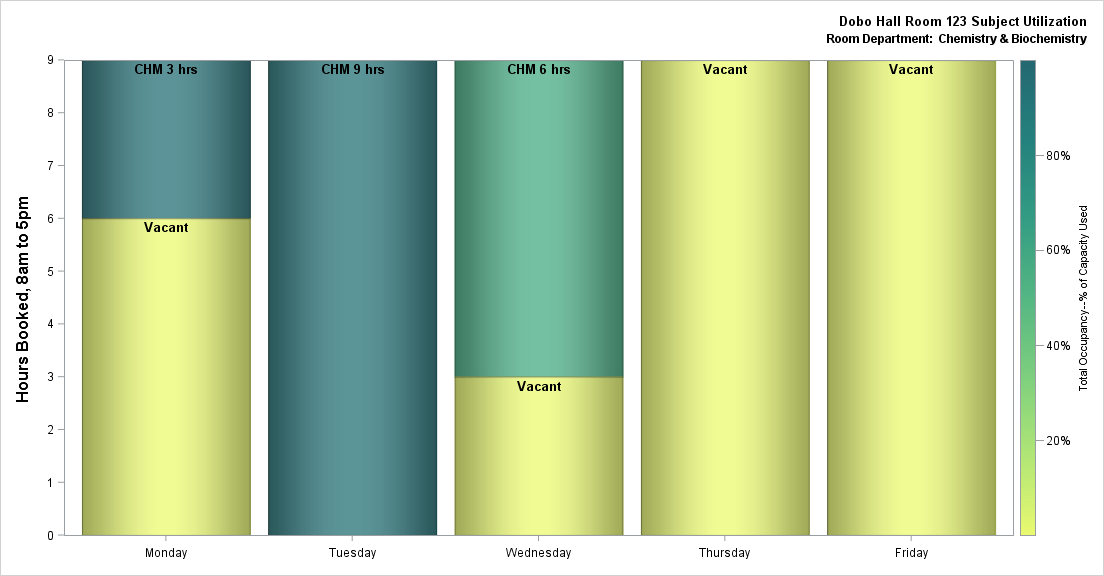 Dobo Hall Room 123 Subject Utilization
Room Department: Chemistry & Biochemistry
Hours Booked, 8am to 5pm
9
8
7
6
5
4
3
2
1
0
CHM 3 hrs
Vacant
CHM 9 hrs
CHM 6 hrs
Vacant
Vacant
Vacant
Monday
Tuesday
Wednesday
Thursday
Friday
80%
60%
40%
20%
Total Occupancy--% of Capacity Used